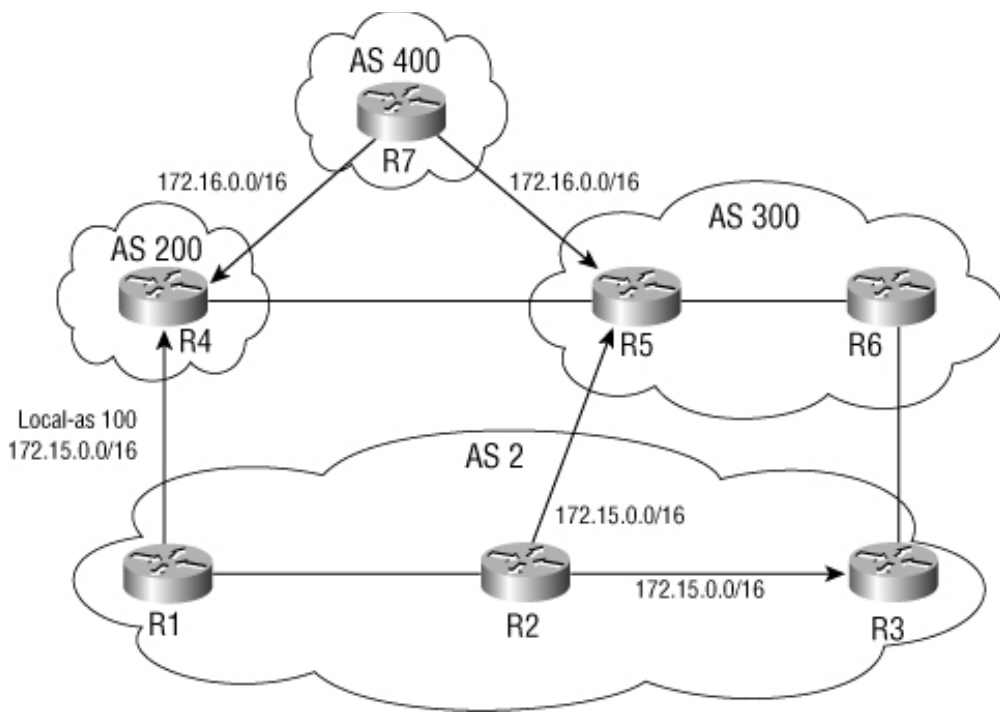 AS 400
R7
172.16.0.0/16
172.16.0.0/16
AS 300
AS 200
R4
R5
R6
Local-as 100
172.15.0.0/16
AS 2
172.15.0.0/16
172.15.0.0/16
R1
R2
R3